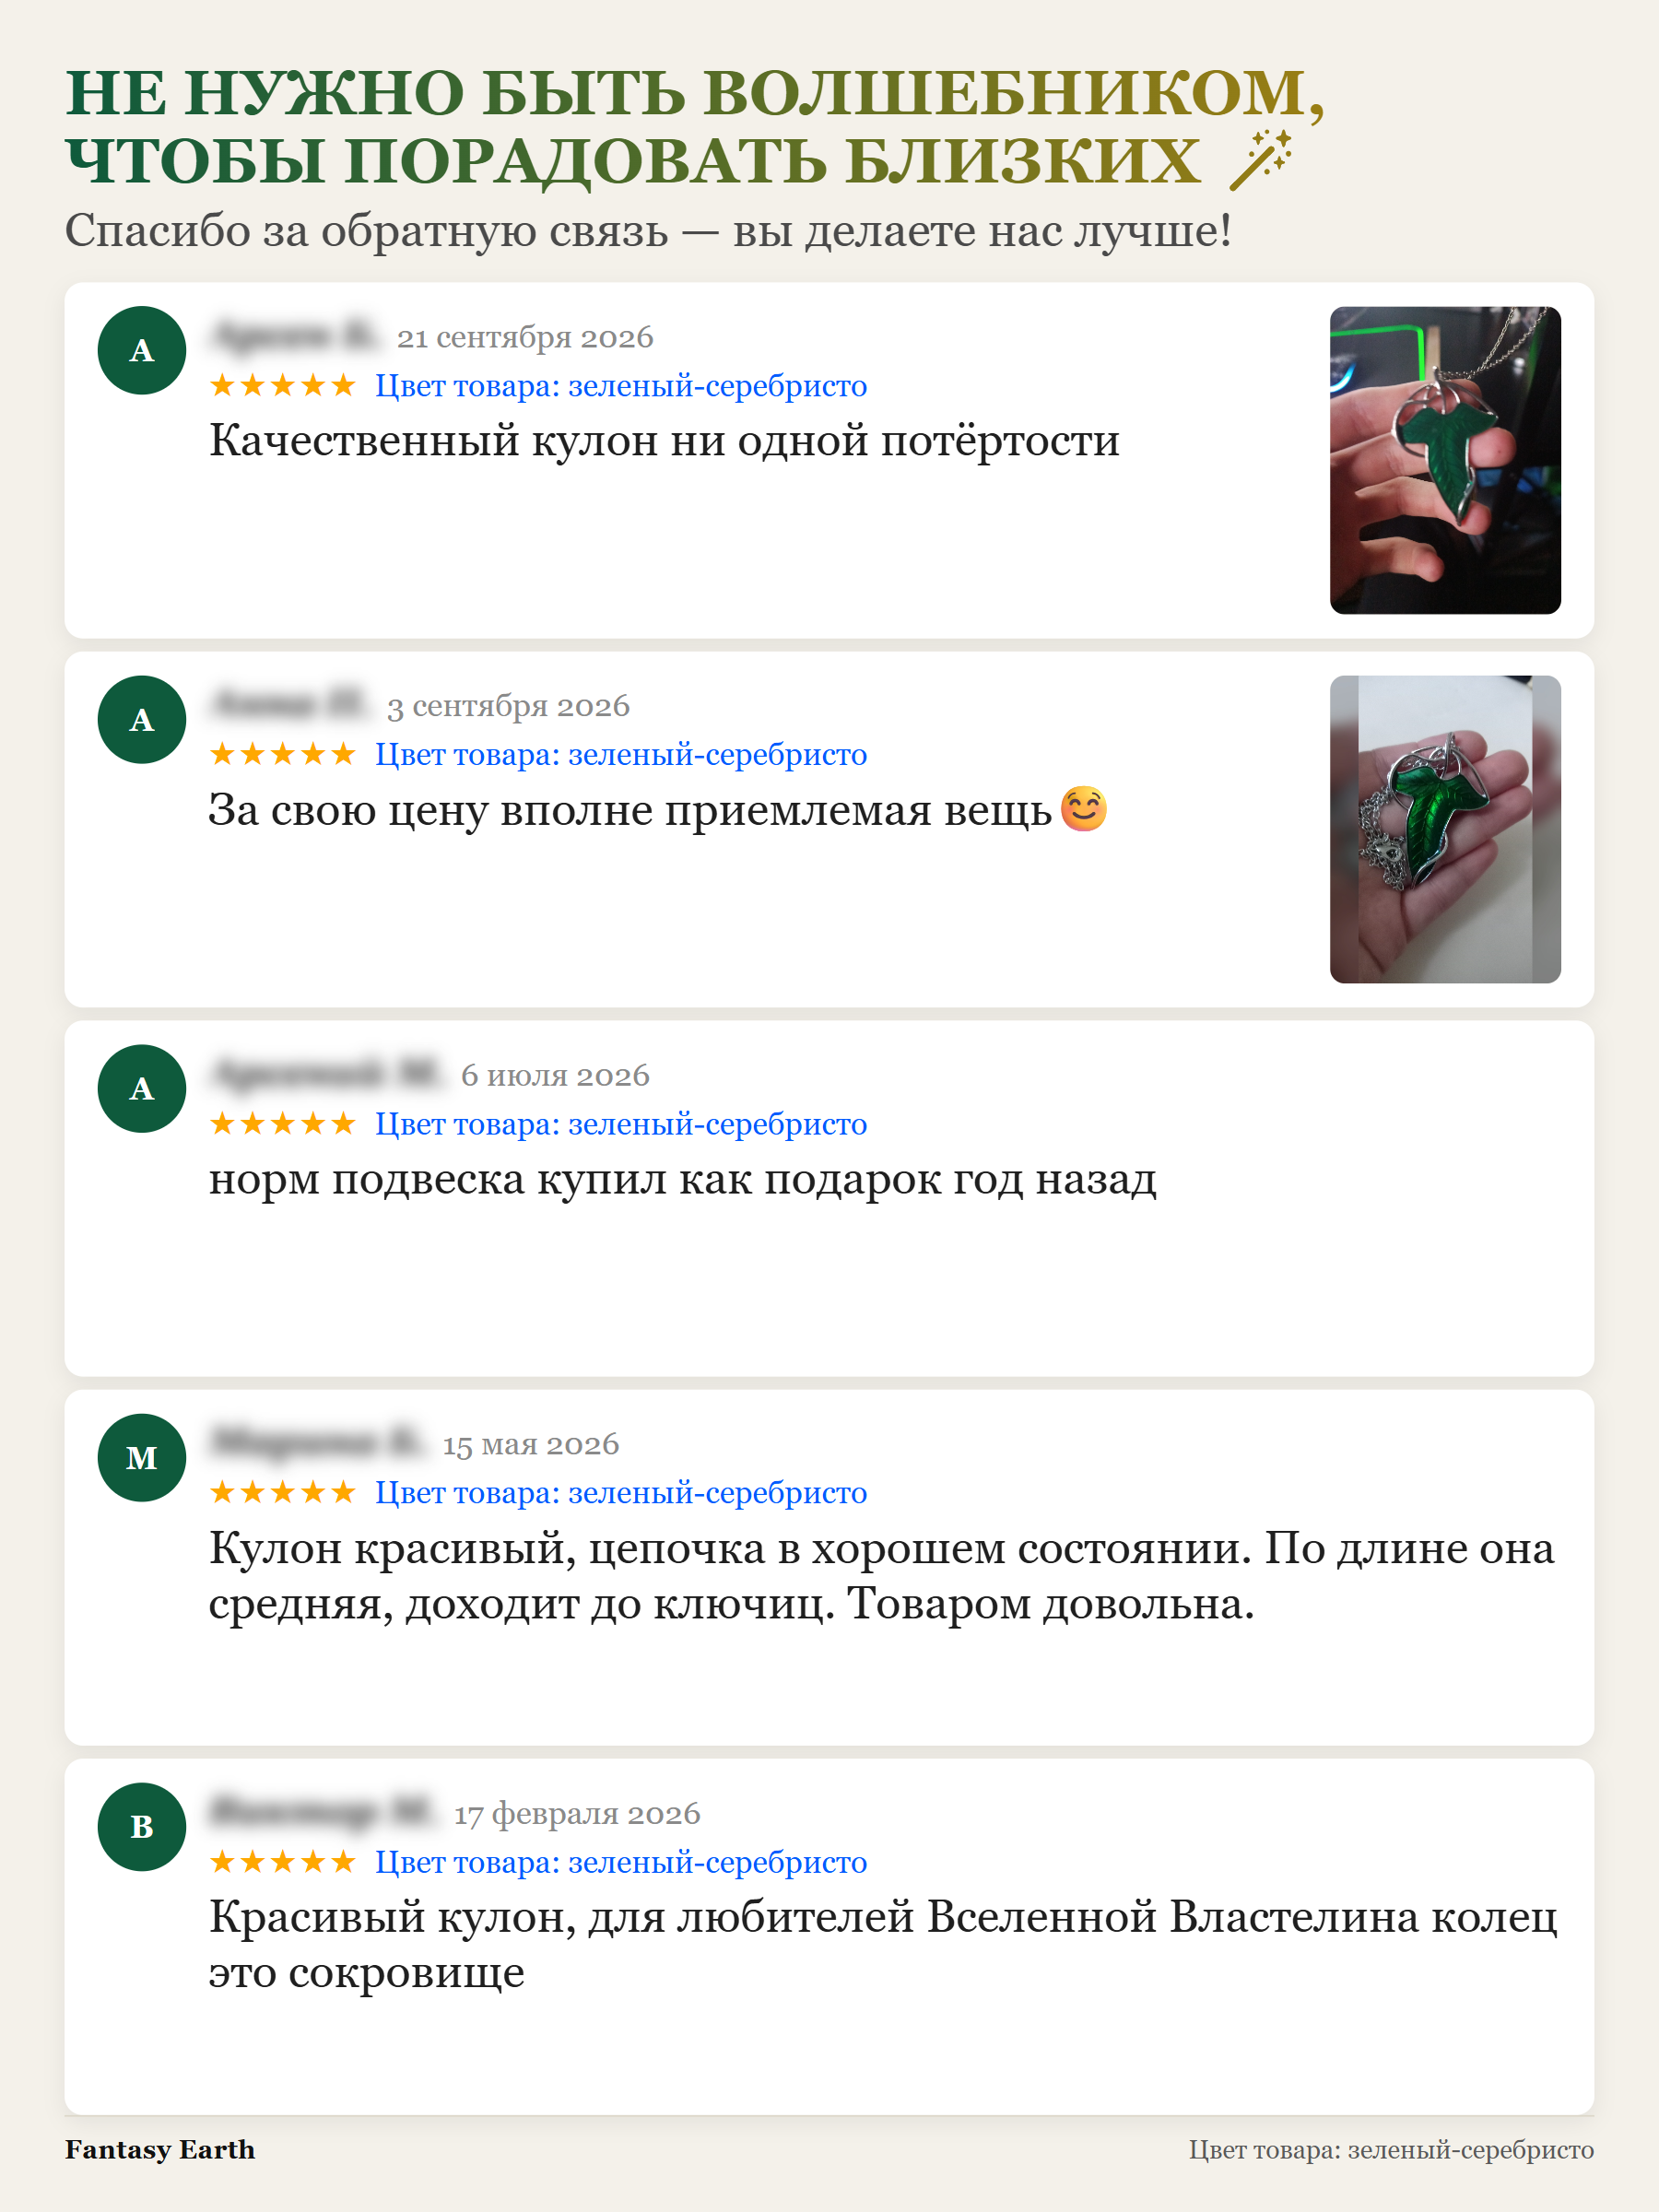 НЕ НУЖНО БЫТЬ ВОЛШЕБНИКОМ,
ЧТОБЫ ПОРАДОВАТЬ БЛИЗКИХ
Спасибо за обратную связь — вы делаете нас лучше!
А
21 сентября 2026
★★★★★ Цвет товара: зеленый-серебристо
Качественный кулон ни одной потёртости
А
3 сентября 2026
★★★★★ Цвет товара: зеленый-серебристо
За свою цену вполне приемлемая вещь😊
А
6 июля 2026
★★★★★ Цвет товара: зеленый-серебристо
норм подвеска купил как подарок год назад
М
15 мая 2026
★★★★★ Цвет товара: зеленый-серебристо
Кулон красивый, цепочка в хорошем состоянии. По длине она
средняя, доходит до ключиц. Товаром довольна.
В
17 февраля 2026
★★★★★ Цвет товара: зеленый-серебристо
Красивый кулон, для любителей Вселенной Властелина колец
это сокровище
Fantasy Earth
Цвет товара: зеленый-серебристо